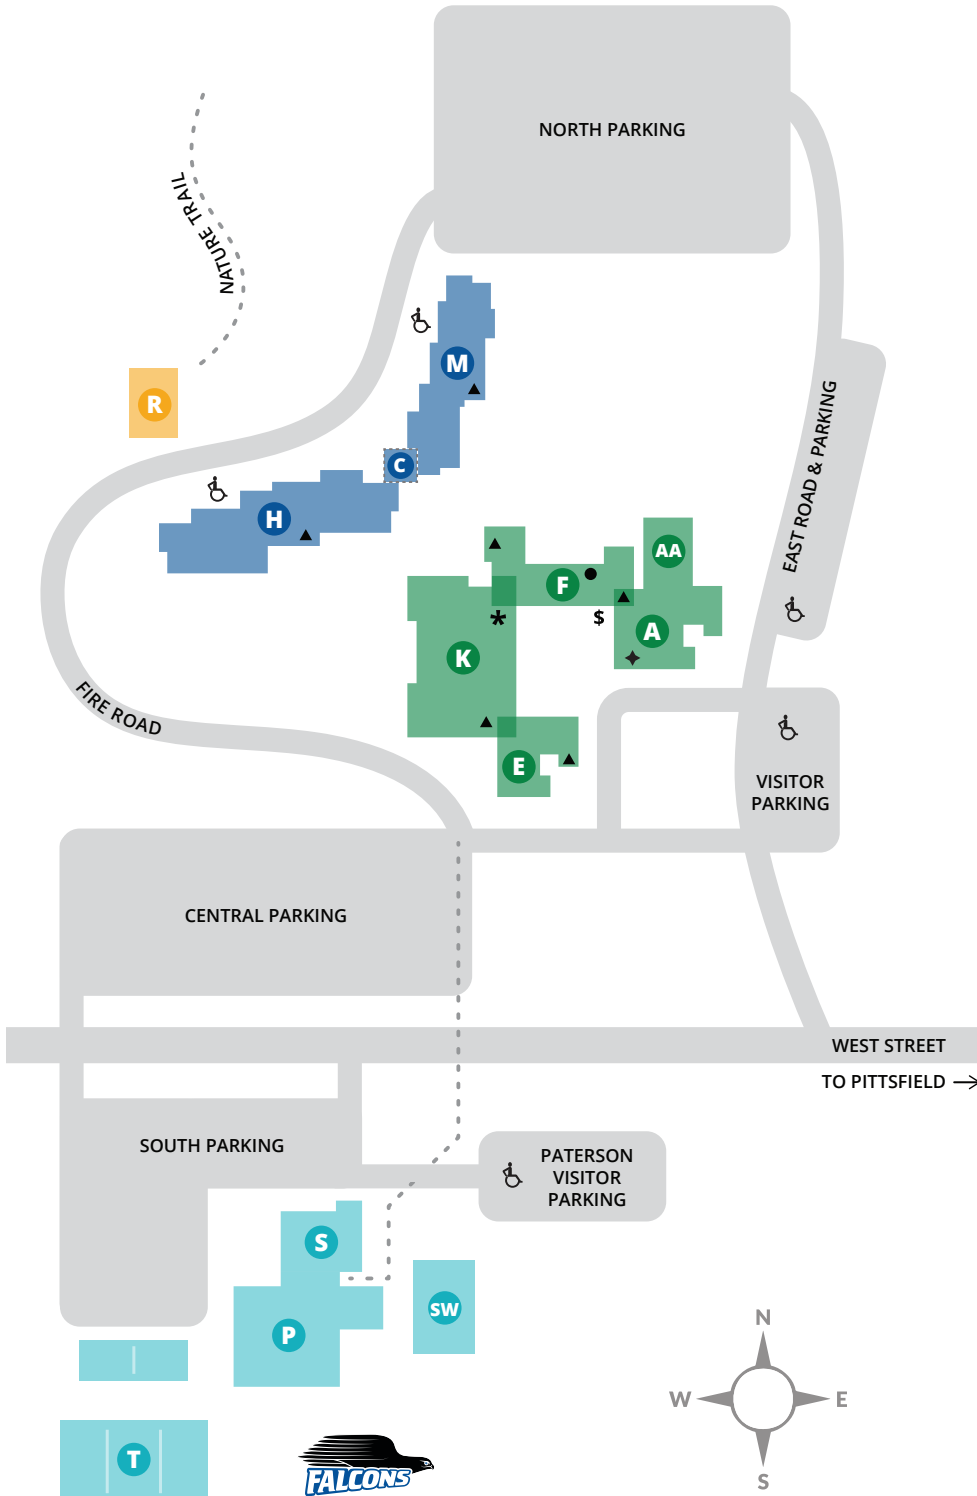 NORTH PARKING
NATURE TRAIL
M
R
C
H
EAST ROAD & PARKING
AA
F
$
A
*
K
FIRE ROAD
E
VISITOR
PARKING
CENTRAL PARKING
WEST STREET
TO PITTSFIELD →
SOUTH PARKING
PATERSON
VISITOR
PARKING
S
SW
P
N
W
E
S
T
FALCONS